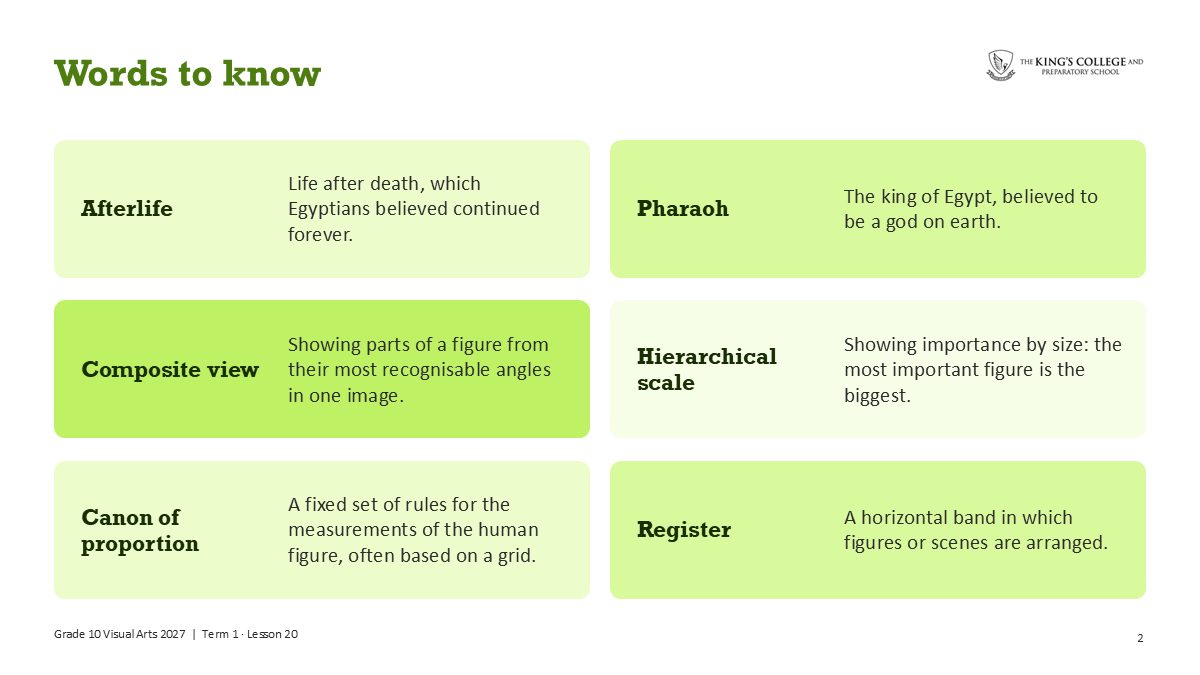 Words to know
THE KING'S COLLEGE AND
PREPARATORY SCHOOL
Afterlife
Life after death, which
Egyptians believed continued
forever.
Pharaoh
The king of Egypt, believed to
be a god on earth.
Composite view
Showing parts of a figure from
their most recognisable angles
in one image.
Hierarchical
scale
Showing importance by size: the
most important figure is the
biggest.
Canon of
proportion
A fixed set of rules for the
measurements of the human
figure, often based on a grid.
Register
A horizontal band in which
figures or scenes are arranged.
Grade 10 Visual Arts 2027 | Term 1 · Lesson 20
2